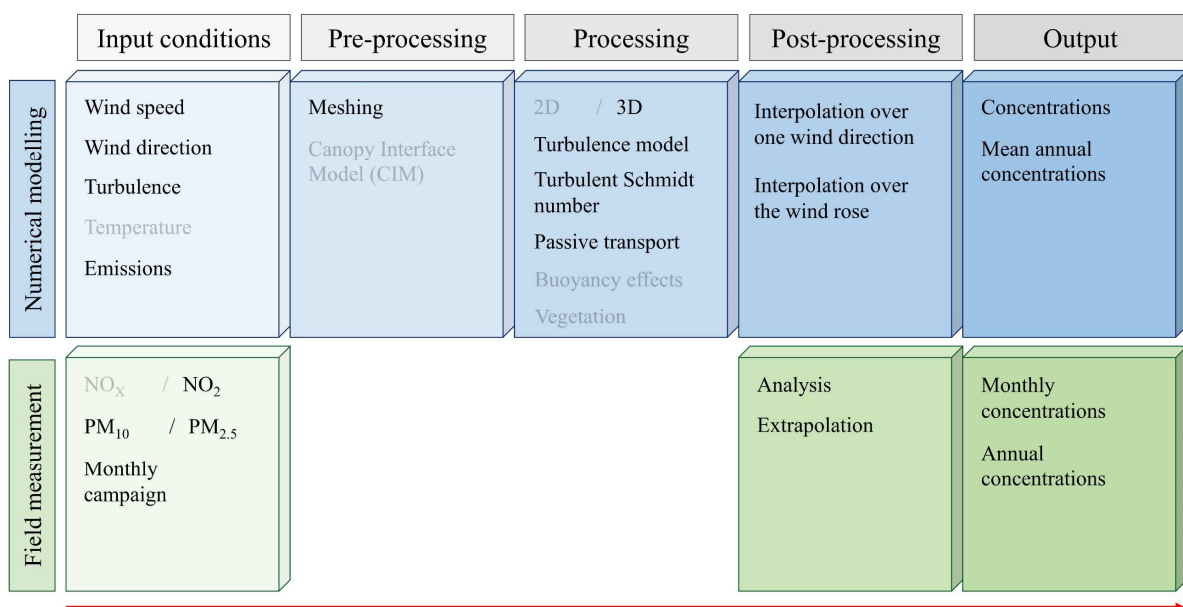 Input conditions
Pre-processing
Processing
Post-processing
Output
Numerical modelling
Wind speed
Wind direction
Turbulence
Temperature
Emissions
Meshing
Canopy Interface
Model (CIM)
2D / 3D
Turbulence model
Turbulent Schmidt
number
Passive transport
Buoyancy effects
Vegetation
Interpolation over
one wind direction
Interpolation over
the wind rose
Concentrations
Mean annual
concentrations
Field measurement
NOX / NO2
PM10 / PM2.5
Monthly
campaign
Analysis
Extrapolation
Monthly
concentrations
Annual
concentrations